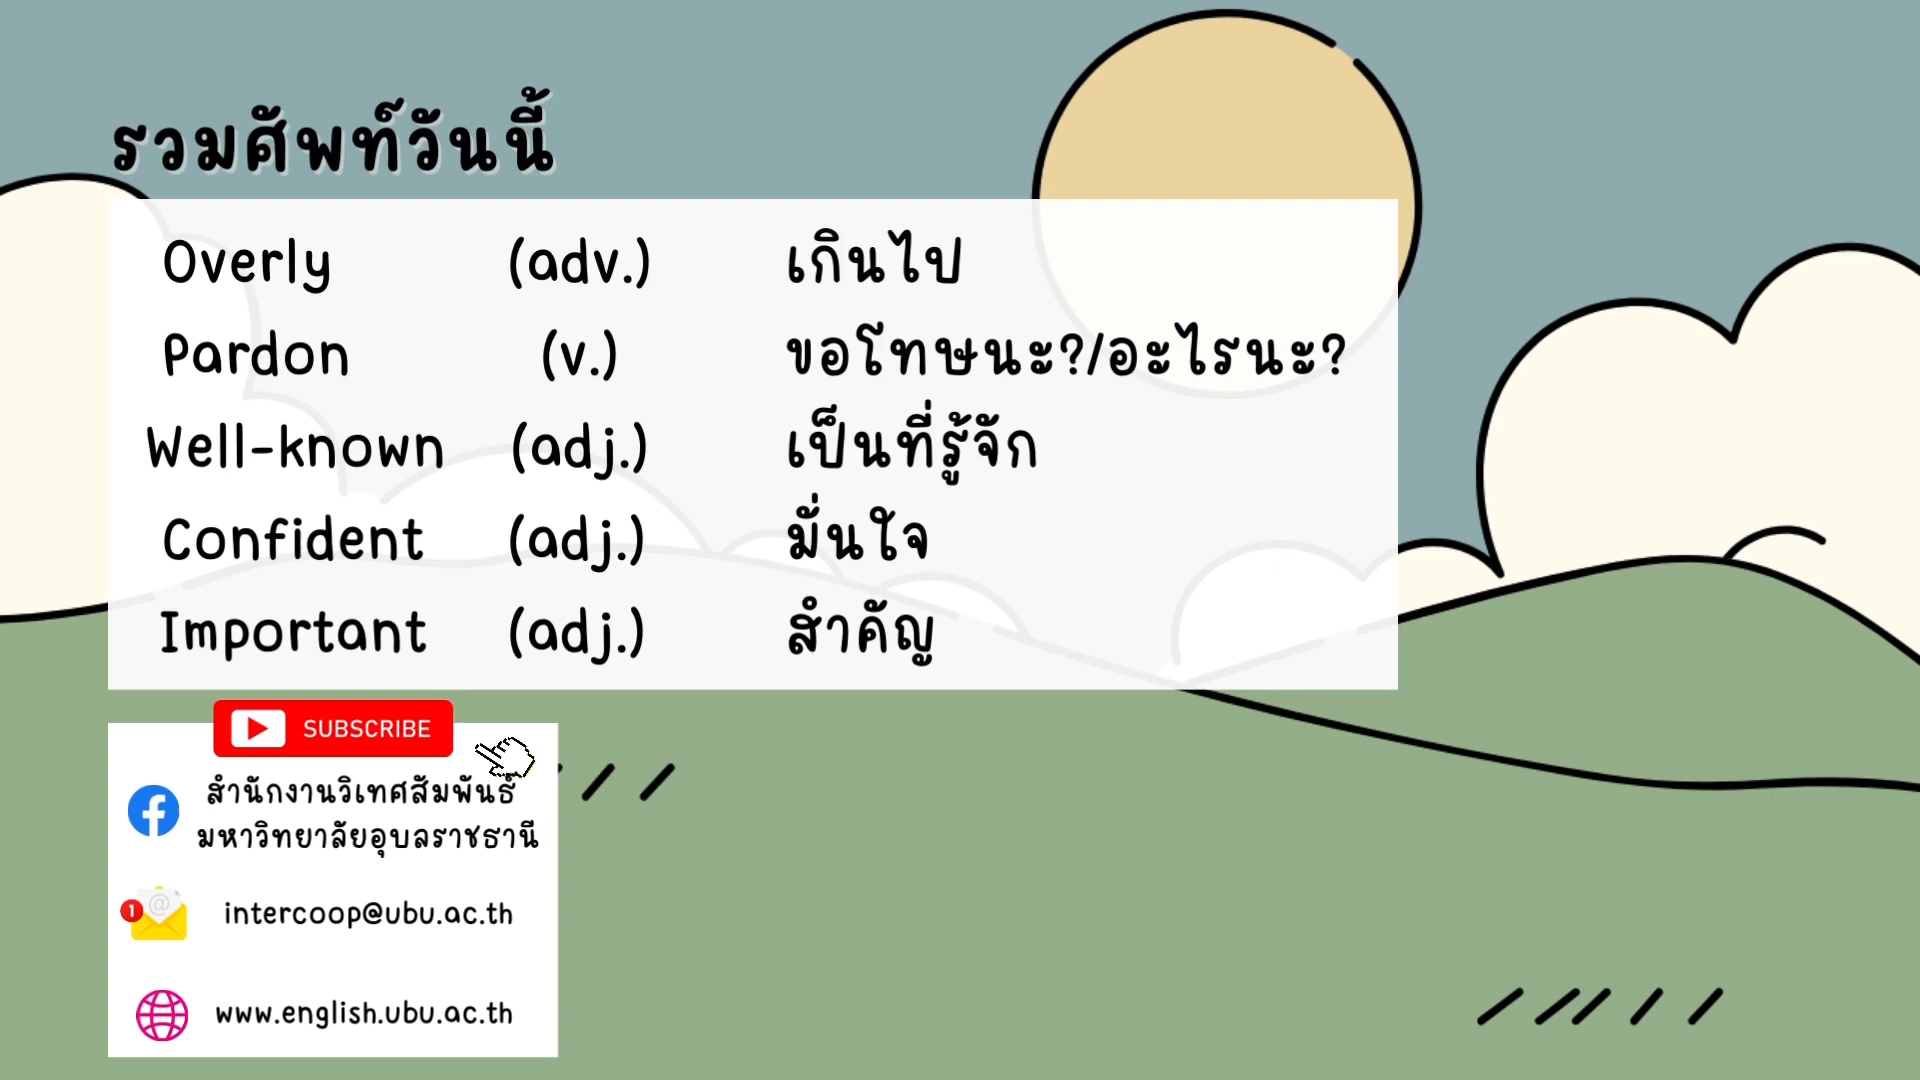 รวมศัพท์วันนี้
Overly (adv.) เกินไป
Pardon (v.) ขอโทษนะ?/อะไรนะ?
Well-known (adj.) เป็นที่รู้จัก
Confident (adj.) มั่นใจ
Important (adj.) สำคัญ
SUBSCRIBE
สำนักงานวิเทศสัมพันธ์
มหาวิทยาลัยอุบลราชธานี
1 @ intercoop@ubu.ac.th
www.english.ubu.ac.th